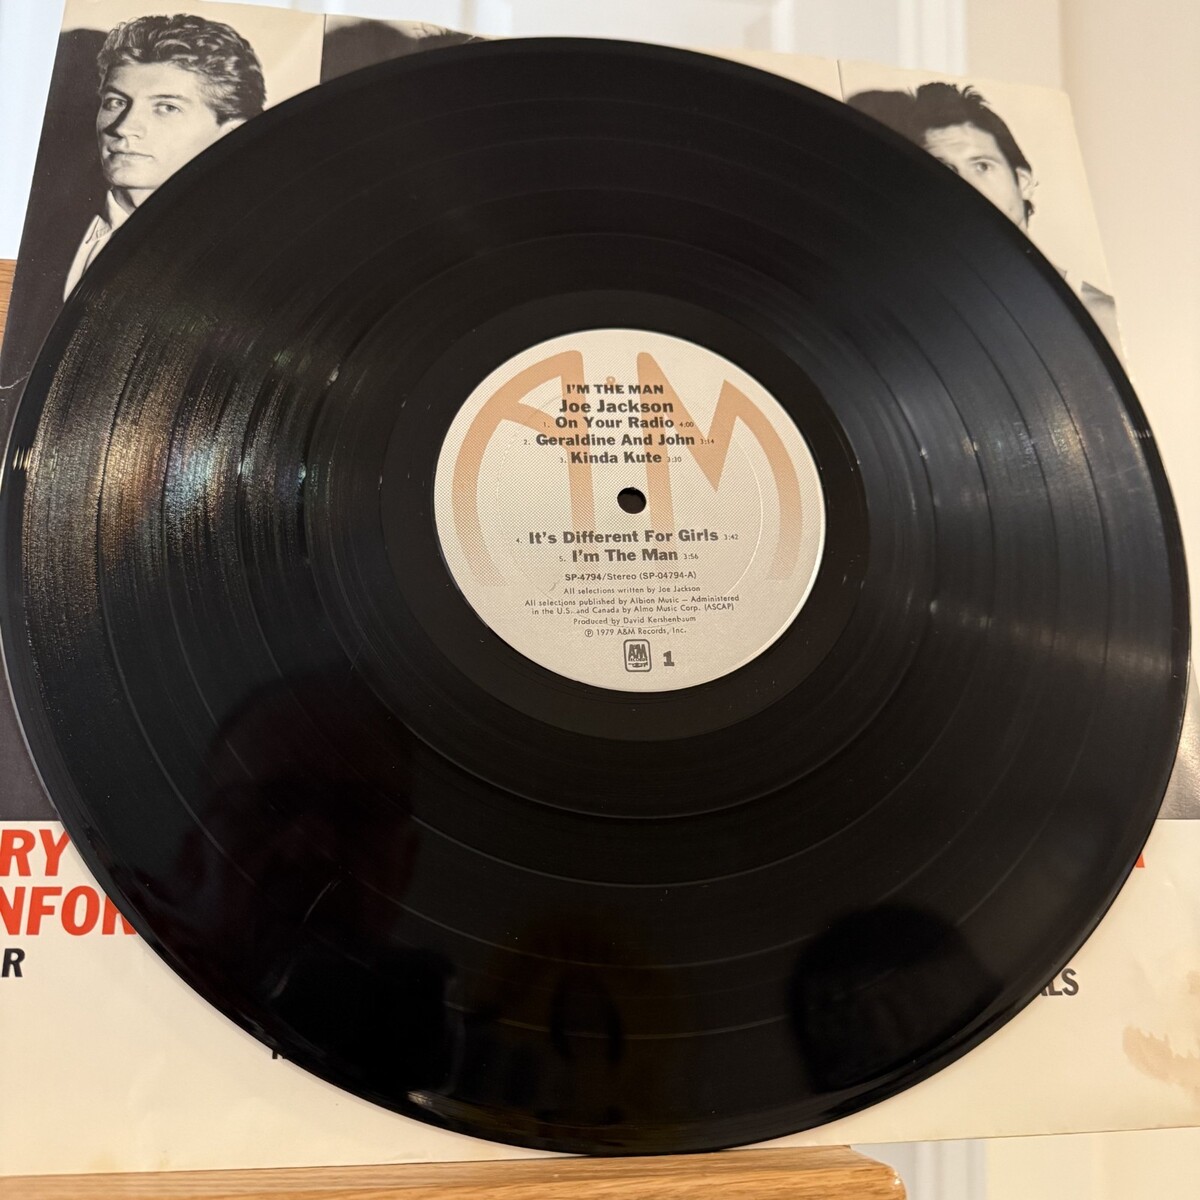 I'M THE MAN
Joe Jackson
1. On Your Radio 4:00
2. Geraldine And John 3:14
3. Kinda Kute 3:30
4. It's Different For Girls 3:42
5. I'm The Man 3:56
SP-4794/Stereo (SP-04794-A)
All selections written by Joe Jackson
All selections published by Albion Music — Administered
in the U.S. and Canada by Almo Music Corp. (ASCAP)
Produced by David Kershenbaum
℗ 1979 A&M Records, Inc.
A&M
RECORDS
1
RY
NFOR
R
ALS